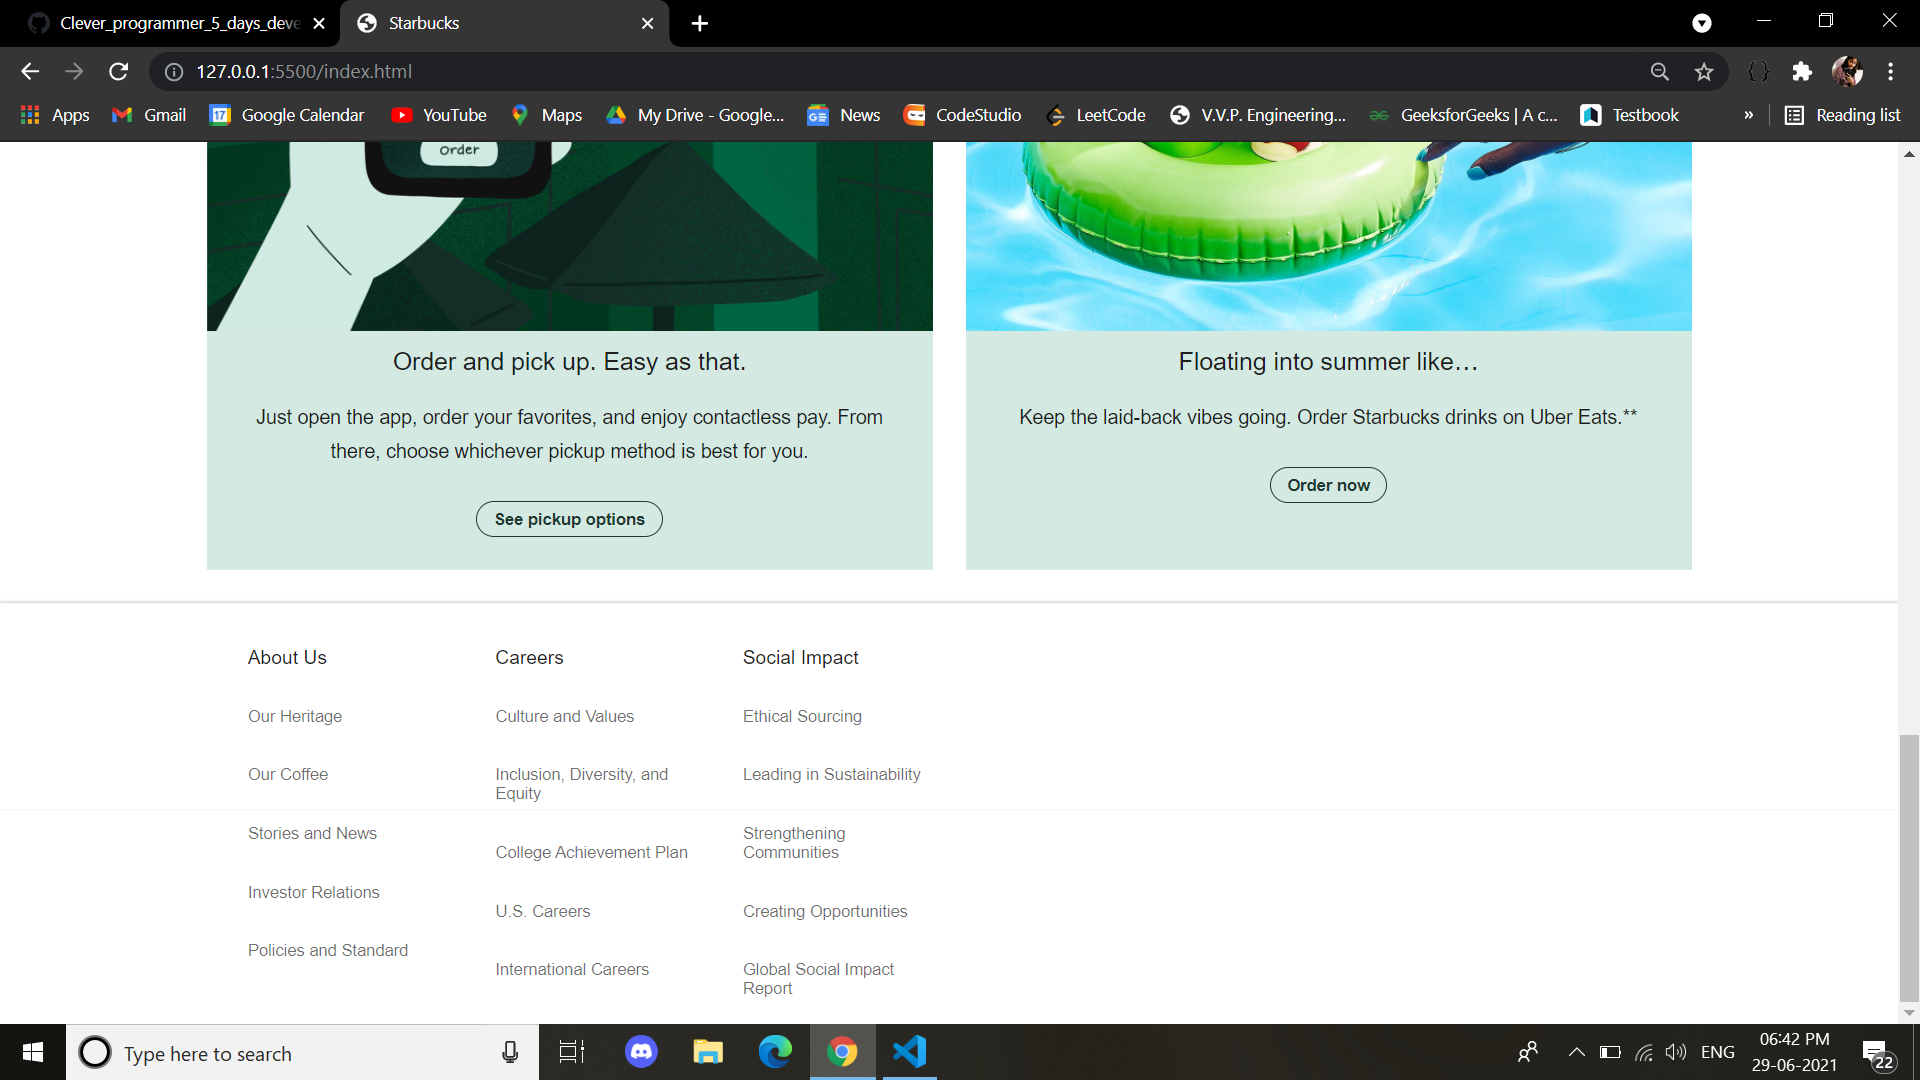 Clever_programmer_5_days_deve
Starbucks
127.0.0.1:5500/index.html
Apps
Gmail
17
Google Calendar
YouTube
Maps
My Drive - Google...
GE
News
CodeStudio
LeetCode
V.V.P. Engineering...
GeeksforGeeks | A c...
Testbook
»
Reading list
Order
Order and pick up. Easy as that.
Just open the app, order your favorites, and enjoy contactless pay. From
there, choose whichever pickup method is best for you.
See pickup options
Floating into summer like…
Keep the laid-back vibes going. Order Starbucks drinks on Uber Eats.**
Order now
About Us
Our Heritage
Our Coffee
Stories and News
Investor Relations
Policies and Standard
Careers
Culture and Values
Inclusion, Diversity, and
Equity
College Achievement Plan
U.S. Careers
International Careers
Social Impact
Ethical Sourcing
Leading in Sustainability
Strengthening
Communities
Creating Opportunities
Global Social Impact
Report
Type here to search
ENG
06:42 PM
29-06-2021
22